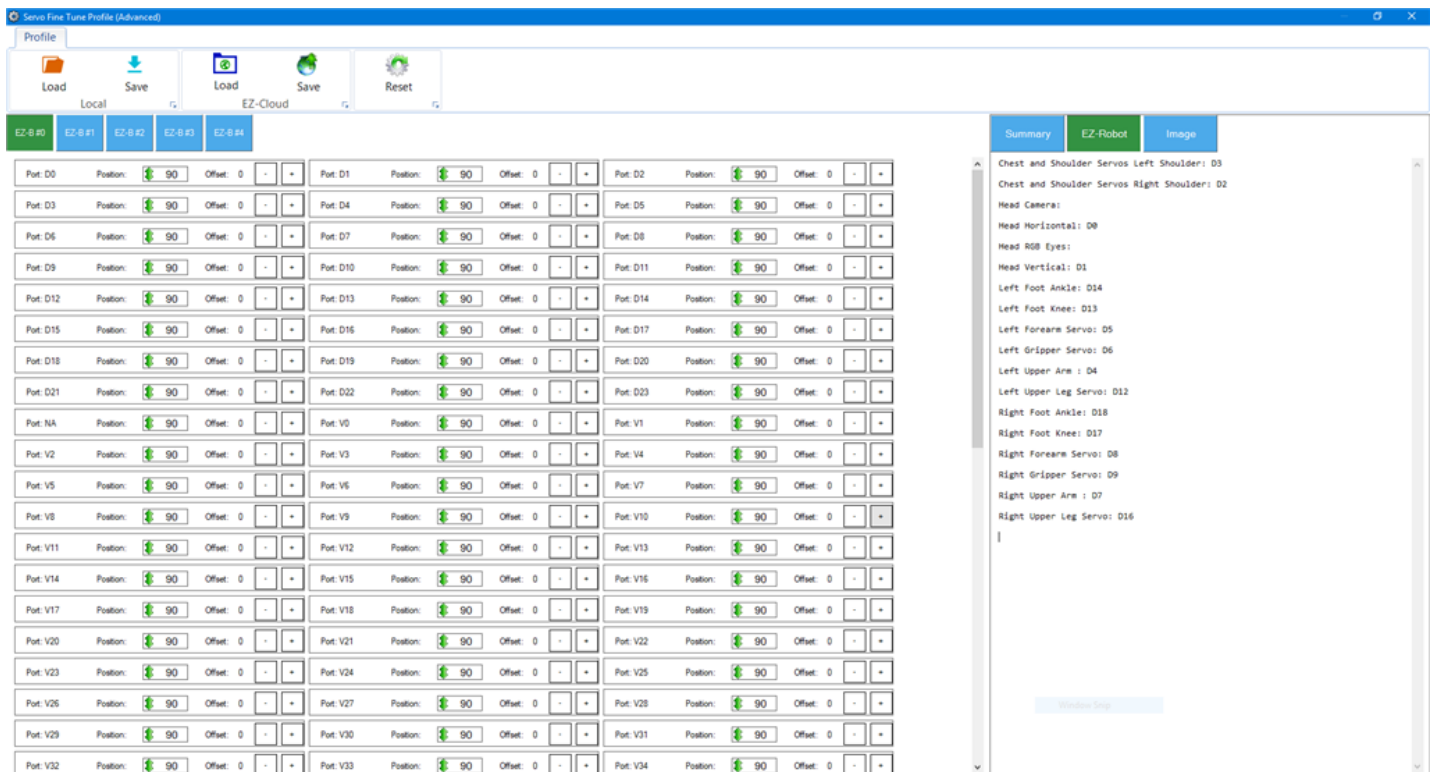 Servo Fine Tune Profile (Advanced)
Profile
Load Save Load Save Reset
Local EZ-Cloud
EZ-B #0 EZ-B #1 EZ-B #2 EZ-B #3 EZ-B #4
Port: D0 Position: 90 Offset: 0 - + Port: D1 Position: 90 Offset: 0 - + Port: D2 Position: 90 Offset: 0 - +
Port: D3 Position: 90 Offset: 0 - + Port: D4 Position: 90 Offset: 0 - + Port: D5 Position: 90 Offset: 0 - +
Port: D6 Position: 90 Offset: 0 - + Port: D7 Position: 90 Offset: 0 - + Port: D8 Position: 90 Offset: 0 - +
Port: D9 Position: 90 Offset: 0 - + Port: D10 Position: 90 Offset: 0 - + Port: D11 Position: 90 Offset: 0 - +
Port: D12 Position: 90 Offset: 0 - + Port: D13 Position: 90 Offset: 0 - + Port: D14 Position: 90 Offset: 0 - +
Port: D15 Position: 90 Offset: 0 - + Port: D16 Position: 90 Offset: 0 - + Port: D17 Position: 90 Offset: 0 - +
Port: D18 Position: 90 Offset: 0 - + Port: D19 Position: 90 Offset: 0 - + Port: D20 Position: 90 Offset: 0 - +
Port: D21 Position: 90 Offset: 0 - + Port: D22 Position: 90 Offset: 0 - + Port: D23 Position: 90 Offset: 0 - +
Port: NA Position: 90 Offset: 0 - + Port: V0 Position: 90 Offset: 0 - + Port: V1 Position: 90 Offset: 0 - +
Port: V2 Position: 90 Offset: 0 - + Port: V3 Position: 90 Offset: 0 - + Port: V4 Position: 90 Offset: 0 - +
Port: V5 Position: 90 Offset: 0 - + Port: V6 Position: 90 Offset: 0 - + Port: V7 Position: 90 Offset: 0 - +
Port: V8 Position: 90 Offset: 0 - + Port: V9 Position: 90 Offset: 0 - + Port: V10 Position: 90 Offset: 0 - +
Port: V11 Position: 90 Offset: 0 - + Port: V12 Position: 90 Offset: 0 - + Port: V13 Position: 90 Offset: 0 - +
Port: V14 Position: 90 Offset: 0 - + Port: V15 Position: 90 Offset: 0 - + Port: V16 Position: 90 Offset: 0 - +
Port: V17 Position: 90 Offset: 0 - + Port: V18 Position: 90 Offset: 0 - + Port: V19 Position: 90 Offset: 0 - +
Port: V20 Position: 90 Offset: 0 - + Port: V21 Position: 90 Offset: 0 - + Port: V22 Position: 90 Offset: 0 - +
Port: V23 Position: 90 Offset: 0 - + Port: V24 Position: 90 Offset: 0 - + Port: V25 Position: 90 Offset: 0 - +
Port: V26 Position: 90 Offset: 0 - + Port: V27 Position: 90 Offset: 0 - + Port: V28 Position: 90 Offset: 0 - +
Port: V29 Position: 90 Offset: 0 - + Port: V30 Position: 90 Offset: 0 - + Port: V31 Position: 90 Offset: 0 - +
Port: V32 Position: 90 Offset: 0 - + Port: V33 Position: 90 Offset: 0 - + Port: V34 Position: 90 Offset: 0 - +
Summary EZ-Robot Image
Chest and Shoulder Servos Left Shoulder: D3
Chest and Shoulder Servos Right Shoulder: D2
Head Camera:
Head Horizontal: D0
Head RGB Eyes:
Head Vertical: D1
Left Foot Ankle: D14
Left Foot Knee: D13
Left Forearm Servo: D5
Left Gripper Servo: D6
Left Upper Arm : D4
Left Upper Leg Servo: D12
Right Foot Ankle: D18
Right Foot Knee: D17
Right Forearm Servo: D8
Right Gripper Servo: D9
Right Upper Arm : D7
Right Upper Leg Servo: D16
Window Snip